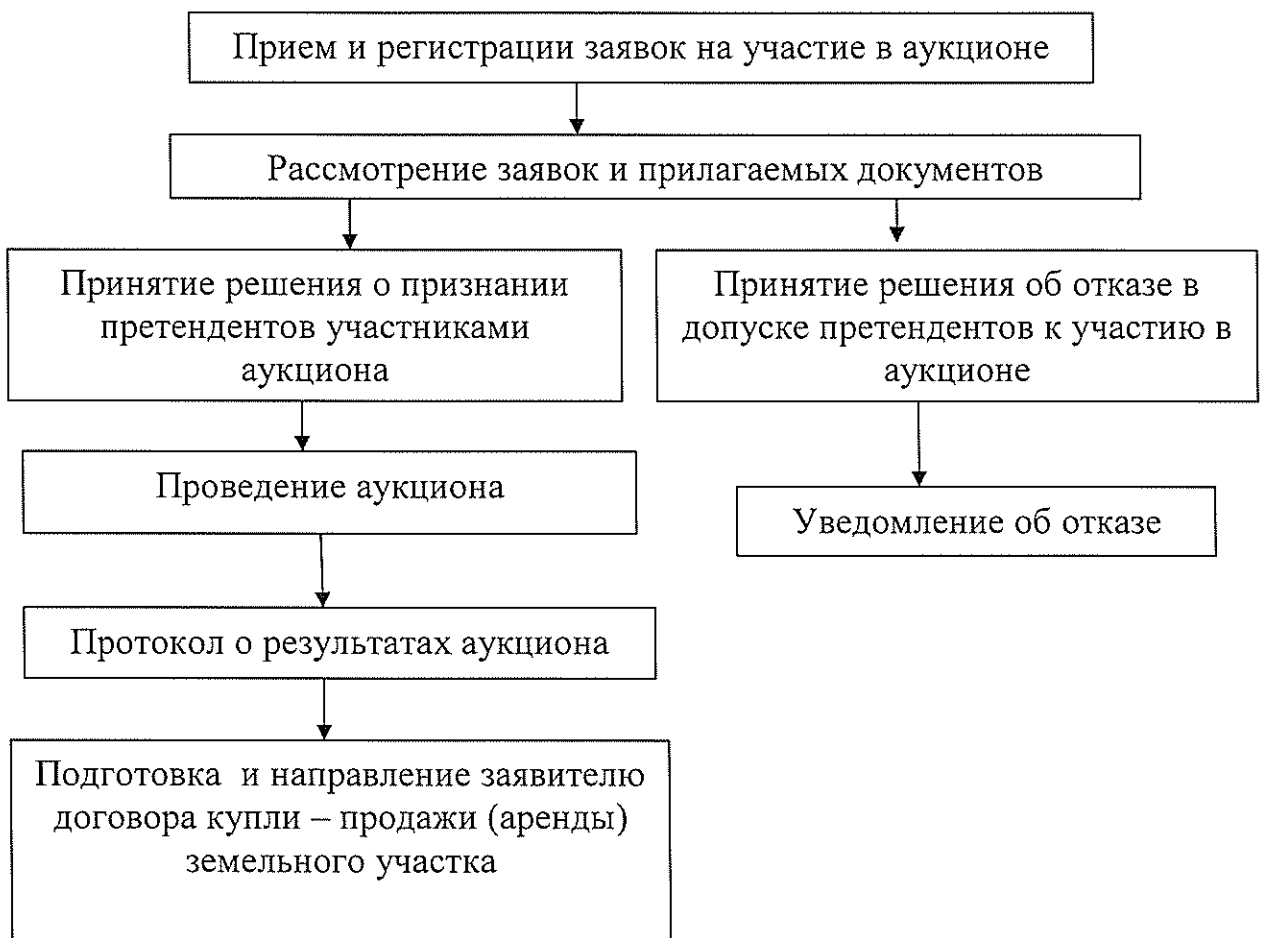 Прием и регистрации заявок на участие в аукционе
Рассмотрение заявок и прилагаемых документов
Принятие решения о признании
претендентов участниками
аукциона
Принятие решения об отказе в
допуске претендентов к участию в
аукционе
Проведение аукциона
Уведомление об отказе
Протокол о результатах аукциона
Подготовка и направление заявителю
договора купли – продажи (аренды)
земельного участка